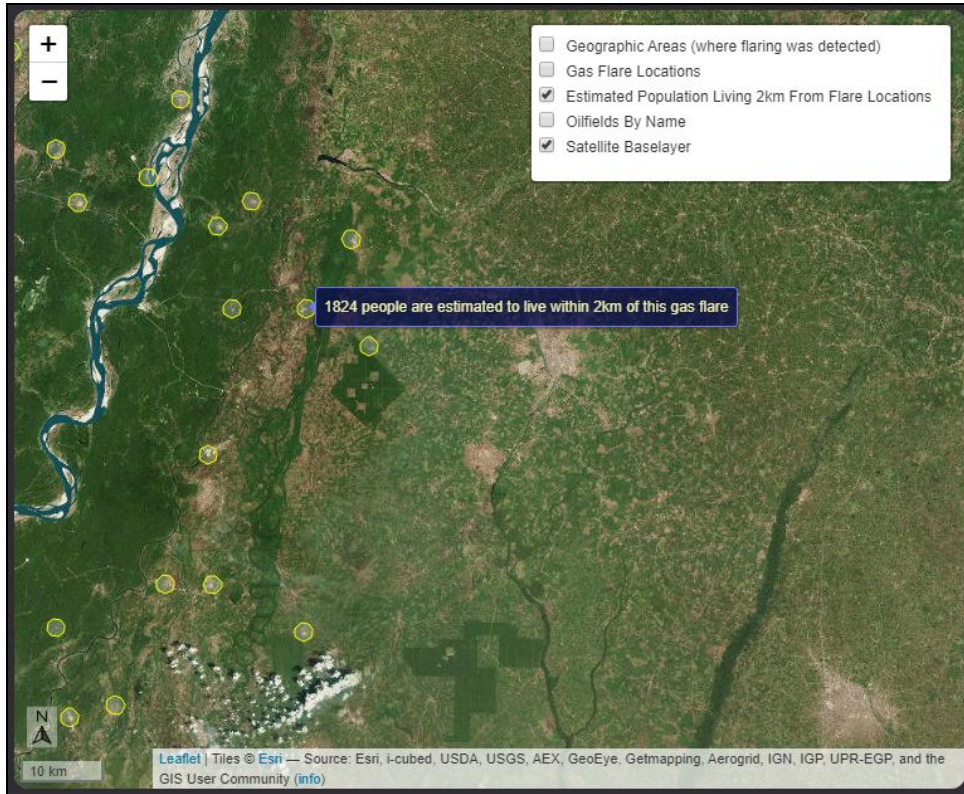 +
−
Geographic Areas (where flaring was detected)
Gas Flare Locations
Estimated Population Living 2km From Flare Locations
Oilfields By Name
Satellite Baselayer
1824 people are estimated to live within 2km of this gas flare
N
10 km
Leaflet | Tiles © Esri — Source: Esri, i-cubed, USDA, USGS, AEX, GeoEye, Getmapping, Aerogrid, IGN, IGP, UPR-EGP, and the
GIS User Community (info)